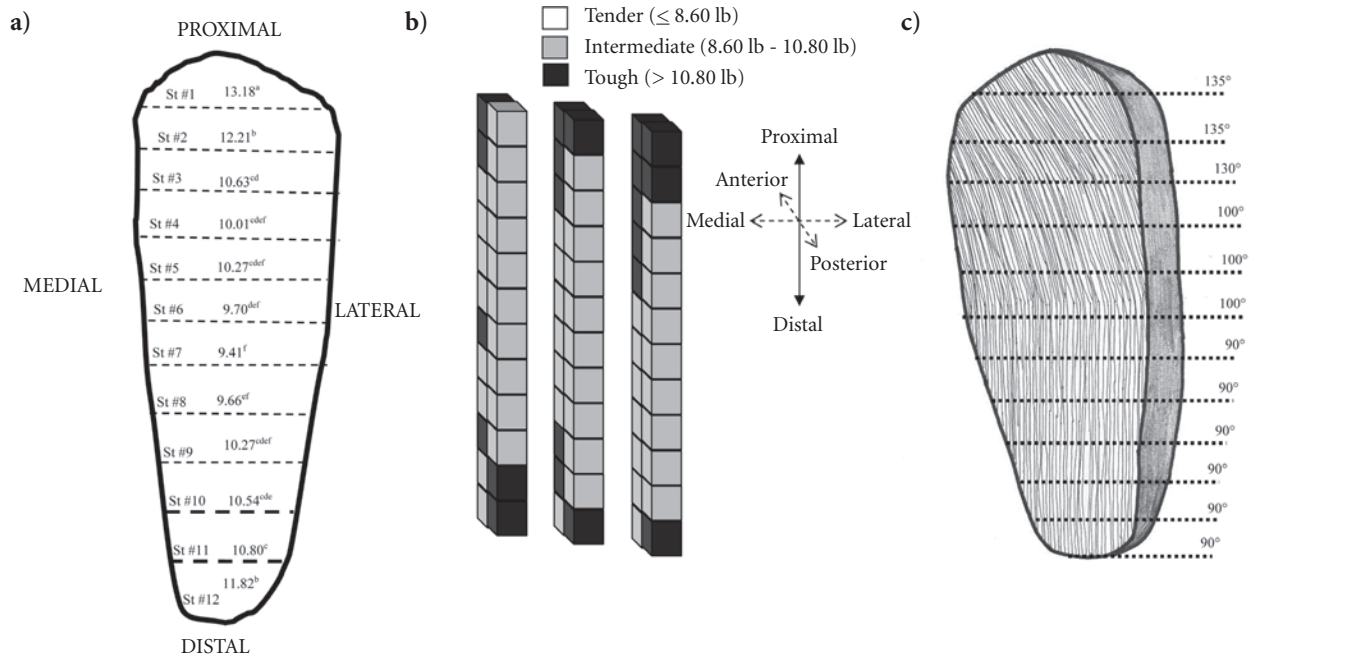 a)
PROXIMAL
St #1 13.18ᵃ
St #2 12.21ᵇ
St #3 10.63ᶜᵈ
St #4 10.01ᶜᵈᵉᶠ
St #5 10.27ᶜᵈᵉᶠ
St #6 9.70ᵈᵉᶠ
St #7 9.41ᶠ
St #8 9.66ᵉᶠ
St #9 10.27ᶜᵈᵉᶠ
St #10 10.54ᶜᵈᵉ
St #11 10.80ᶜ
11.82ᵇ
St #12
MEDIAL
LATERAL
DISTAL
b)
Tender (≤ 8.60 lb)
Intermediate (8.60 lb - 10.80 lb)
Tough (> 10.80 lb)
Proximal
Anterior
Medial
Lateral
Posterior
Distal
c)
135°
135°
130°
100°
100°
100°
90°
90°
90°
90°
90°
90°